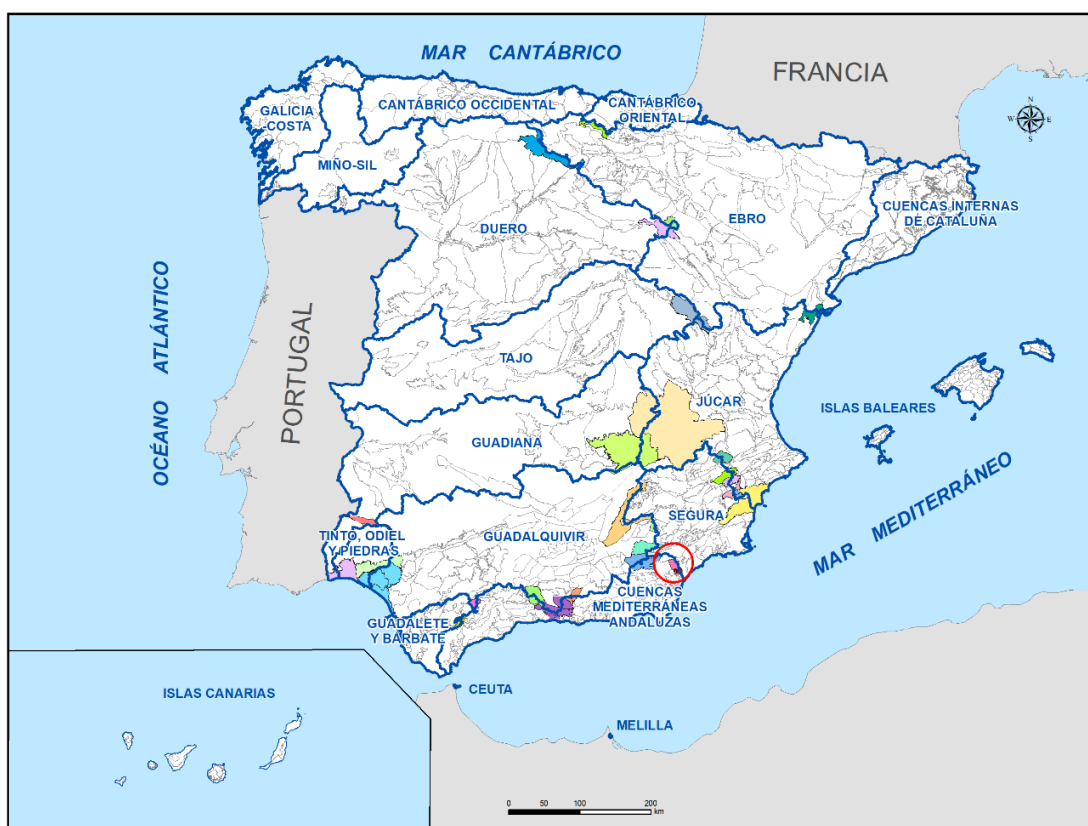 MAR CANTÁBRICO
FRANCIA
N
W E
S
GALICIA
COSTA
CANTÁBRICO OCCIDENTAL
CANTÁBRICO
ORIENTAL
MIÑO-SIL
CUENCAS INTERNAS
DE CATALUÑA
DUERO
EBRO
OCÉANO ATLÁNTICO
PORTUGAL
TAJO
JÚCAR
ISLAS BALEARES
GUADIANA
MAR MEDITERRÁNEO
SEGURA
TINTO, ODIEL
Y PIEDRAS
GUADALQUIVIR
CUENCAS
MEDITERRÁNEAS
ANDALUZAS
GUADALETE
Y BARBATE
CEUTA
ISLAS CANARIAS
MELILLA
0 50 100 200
km